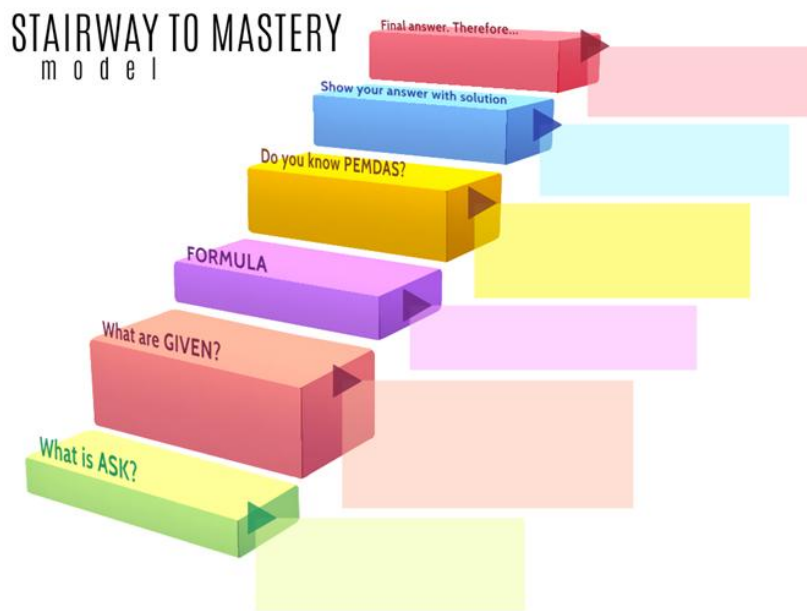 STAIRWAY TO MASTERY
model
Final answer. Therefore...
Show your answer with solution
Do you know PEMDAS?
FORMULA
What are GIVEN?
What is ASK?